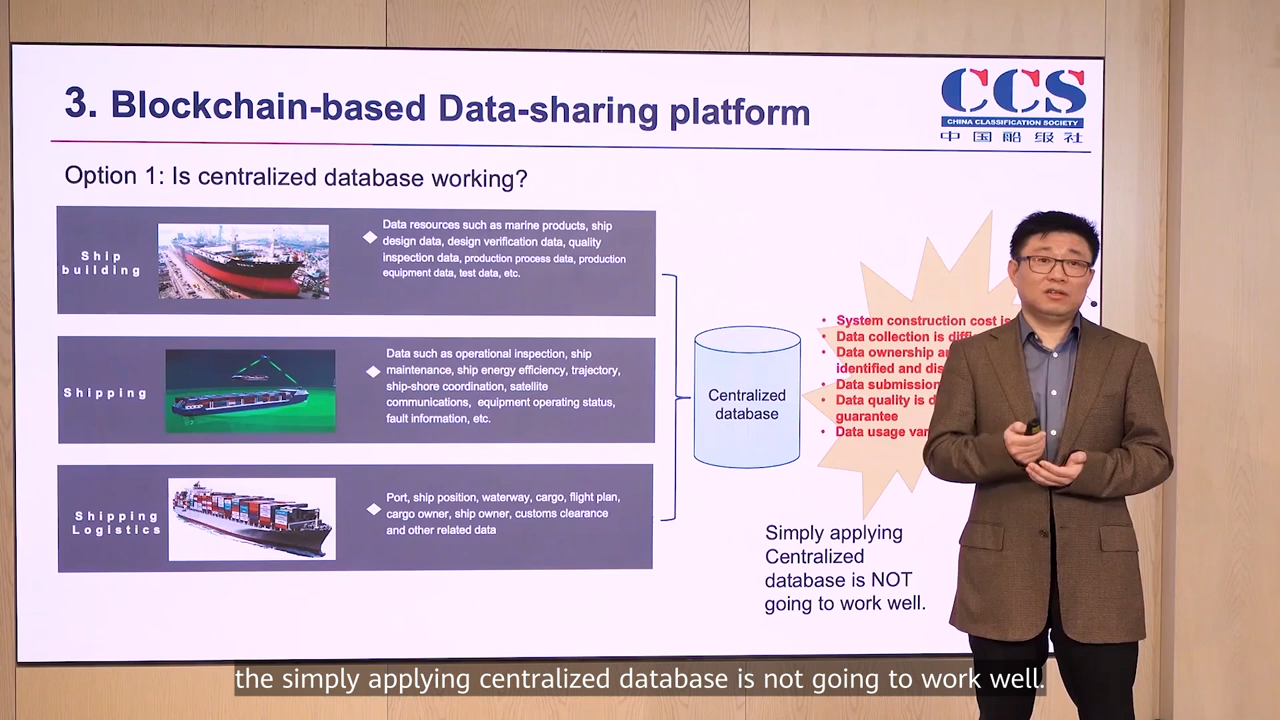 3. Blockchain-based Data-sharing platform
CCS
CHINA CLASSIFICATION SOCIETY
中国船级社
Option 1: Is centralized database working?
Ship
building
Data resources such as marine products, ship
design data, design verification data, quality
inspection data, production process data, production
equipment data, test data, etc.
Shipping
Data such as operational inspection, ship
maintenance, ship energy efficiency, trajectory,
ship-shore coordination, satellite
communications, equipment operating status,
fault information, etc.
Shipping
Logistics
Port, ship position, waterway, cargo, flight plan,
cargo owner, ship owner, customs clearance
and other related data
Centralized
database
• System construction cost is
• Data collection is
• Data ownership
identified and
• Data submission
• Data quality is
guarantee
• Data usage
Simply applying
Centralized
database is NOT
going to work well.
the simply applying centralized database is not going to work well.